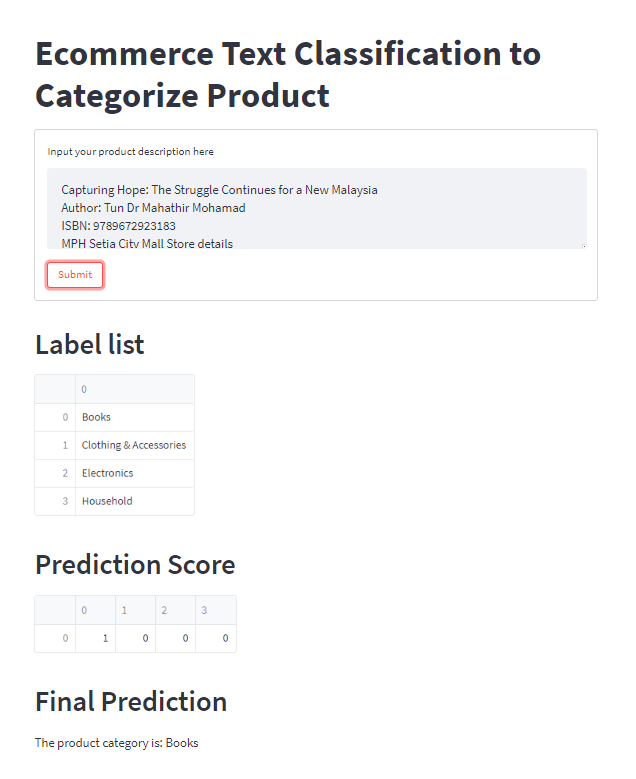 Ecommerce Text Classification to
Categorize Product
Input your product description here
Capturing Hope: The Struggle Continues for a New Malaysia
Author: Tun Dr Mahathir Mohamad
ISBN: 9789672923183
MPH Setia City Mall Store details
Submit
Label list
0
0 Books
1 Clothing & Accessories
2 Electronics
3 Household
Prediction Score
0 1 2 3
0 1 0 0 0
Final Prediction
The product category is: Books